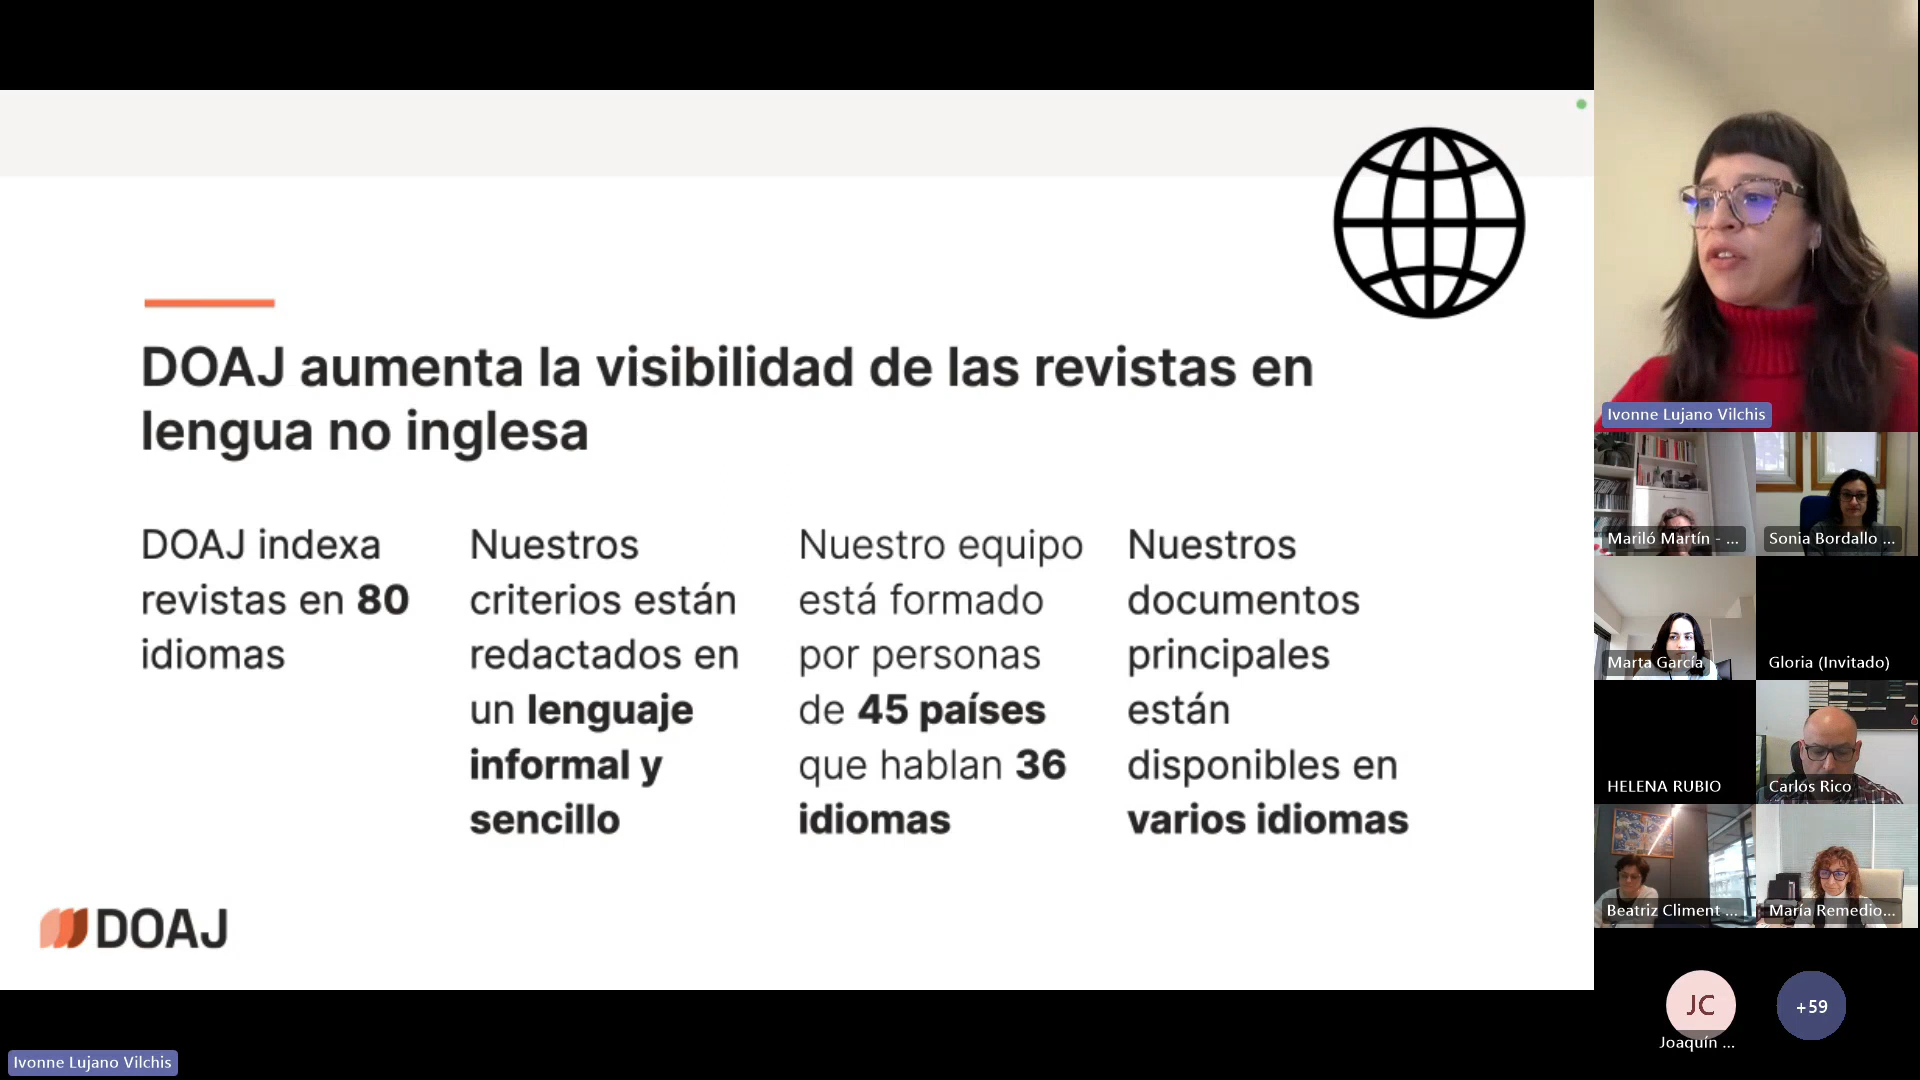 DOAJ aumenta la visibilidad de las revistas en
lengua no inglesa
DOAJ indexa
revistas en 80
idiomas
Nuestros
criterios están
redactados en
un lenguaje
informal y
sencillo
Nuestro equipo
está formado
por personas
de 45 países
que hablan 36
idiomas
Nuestros
documentos
principales
están
disponibles en
varios idiomas
DOAJ
Ivonne Lujano Vilchis
Ivonne Lujano Vilchis
Mariló Martín - ...
Sonia Bordallo ...
Marta García
Gloria (Invitado)
HELENA RUBIO
Carlos Rico
Beatriz Climent ...
María Remedio...
JC
Joaquín ...
+59